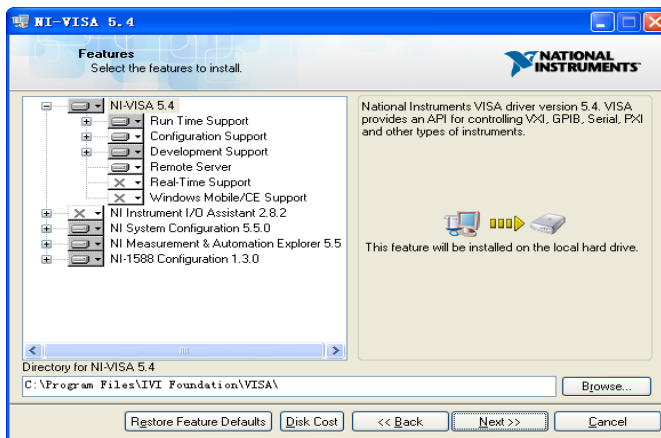 NI-VISA 5.4
Features
Select the features to install.
NATIONAL
INSTRUMENTS
NI-VISA 5.4
Run Time Support
Configuration Support
Development Support
Remote Server
Real-Time Support
Windows Mobile/CE Support
NI Instrument I/O Assistant 2.8.2
NI System Configuration 5.5.0
NI Measurement & Automation Explorer 5.5
NI-1588 Configuration 1.3.0
National Instruments VISA driver version 5.4. VISA
provides an API for controlling VXI, GPIB, Serial, PXI
and other types of instruments.
This feature will be installed on the local hard drive.
Directory for NI-VISA 5.4
C:\Program Files\IVI Foundation\VISA\
Browse...
Restore Feature Defaults
Disk Cost
<< Back
Next >>
Cancel